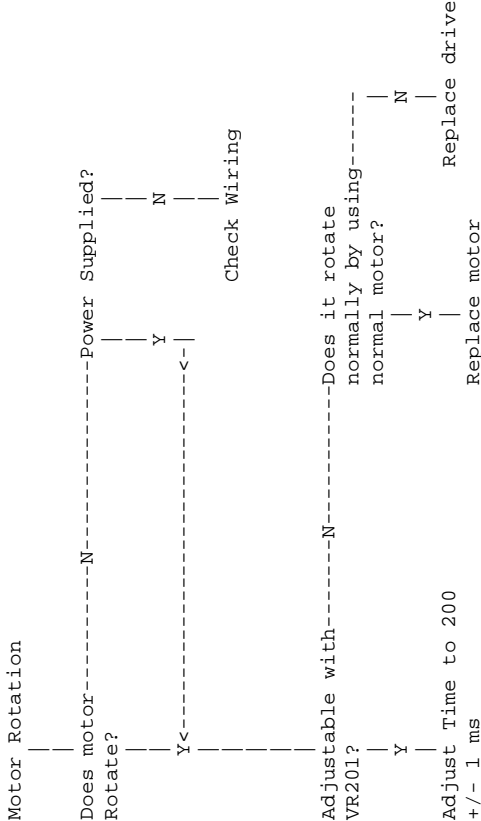 Motor Rotation
|
|
Does motor----------------N----------------Power Supplied?
Rotate?                                    |            |
|                                          |            |
|                                          Y            N
Y<---------------------------------------<-|            |
|                                                       |
|                                                       Check Wiring
|
|
|
Adjustable with---------N---------------Does it rotate
VR201?                                  normally by using------
|                                       normal motor?         |
Y                                       |                     N
|                                       Y                     |
Adjust Time to 200                      |                     Replace drive
+/- 1 ms                                Replace motor